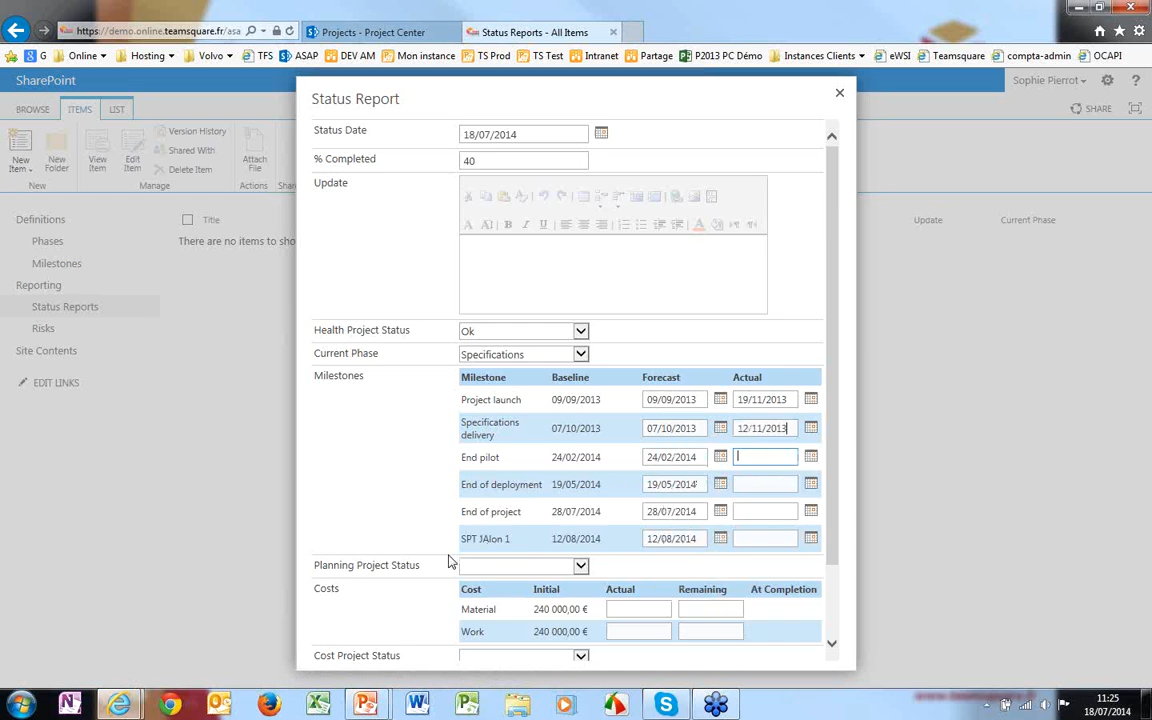 https://demo.online.teamsquare.fr/asa
Projects - Project Center
Status Reports - All Items
G
Online
Hosting
Volvo
TFS
ASAP
DEV AM
Mon instance
TS Prod
TS Test
Intranet
Partage
P2013 PC Démo
Instances Clients
eWSI
Teamsquare
compta-admin
OCAPI
SharePoint
Sophie Pierrot
?
BROWSE
ITEMS
LIST
SHARE
New Item
New Folder
View Item
Edit Item
Version History
Shared With
Delete Item
Attach File
New
Manage
Actions
Definitions
Phases
Milestones
Reporting
Status Reports
Risks
Site Contents
EDIT LINKS
Title
Update
Current Phase
There are no items to sho
Status Report
Status Date 18/07/2014
% Completed 40
Update
Health Project Status Ok
Current Phase Specifications
Milestones
Milestone Baseline Forecast Actual
Project launch 09/09/2013 09/09/2013 19/11/2013
Specifications delivery 07/10/2013 07/10/2013 12/11/2013
End pilot 24/02/2014 24/02/2014
End of deployment 19/05/2014 19/05/2014
End of project 28/07/2014 28/07/2014
SPT JAlon 1 12/08/2014 12/08/2014
Planning Project Status
Costs
Cost Initial Actual Remaining At Completion
Material 240 000,00 €
Work 240 000,00 €
Cost Project Status
11:25
18/07/2014